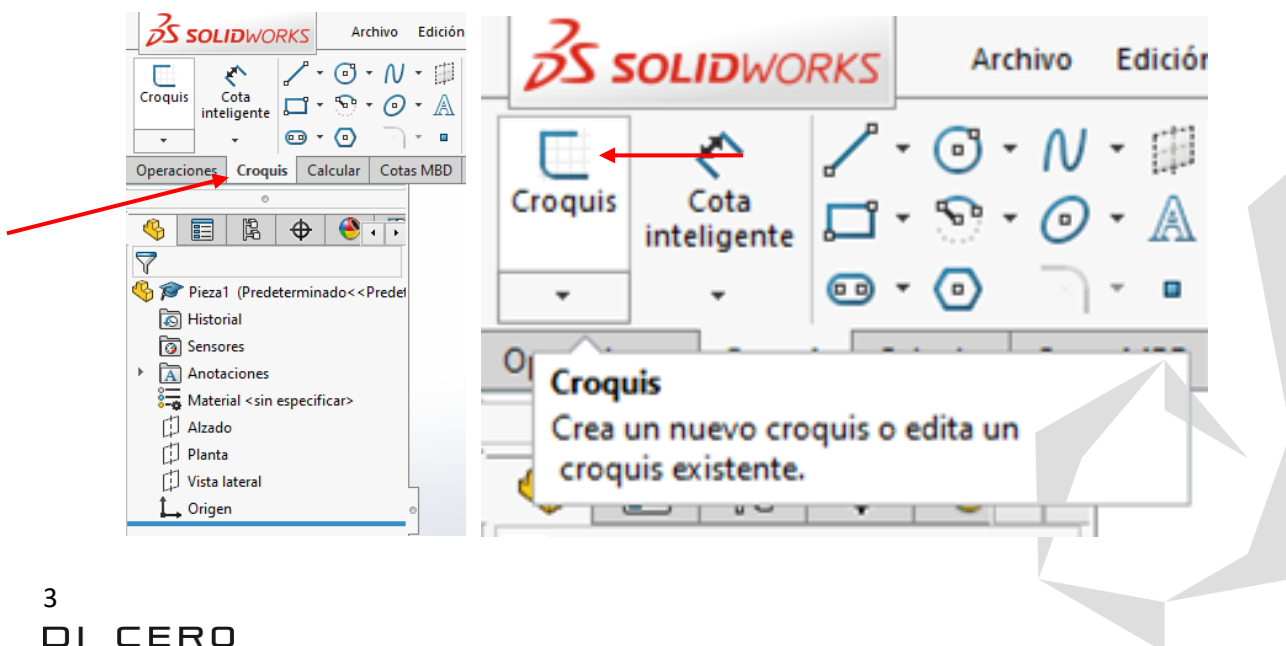 SOLIDWORKS Archivo Edición
Croquis
Cota
inteligente
Operaciones Croquis Calcular Cotas MBD
Pieza1 (Predeterminado<<Predet
Historial
Sensores
Anotaciones
Material <sin especificar>
Alzado
Planta
Vista lateral
Origen
SOLIDWORKS Archivo Edición
Croquis
Cota
inteligente
Croquis
Crea un nuevo croquis o edita un
croquis existente.
3
DI CERO